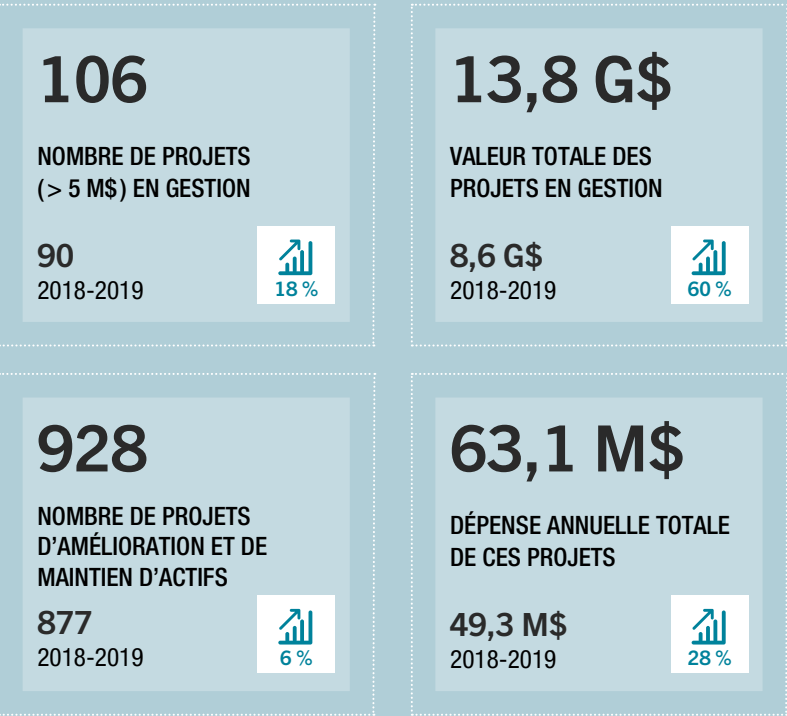 106
NOMBRE DE PROJETS
(> 5 M$) EN GESTION
90
2018-2019
18 %
13,8 G$
VALEUR TOTALE DES
PROJETS EN GESTION
8,6 G$
2018-2019
60 %
928
NOMBRE DE PROJETS
D'AMÉLIORATION ET DE
MAINTIEN D'ACTIFS
877
2018-2019
6 %
63,1 M$
DÉPENSE ANNUELLE TOTALE
DE CES PROJETS
49,3 M$
2018-2019
28 %